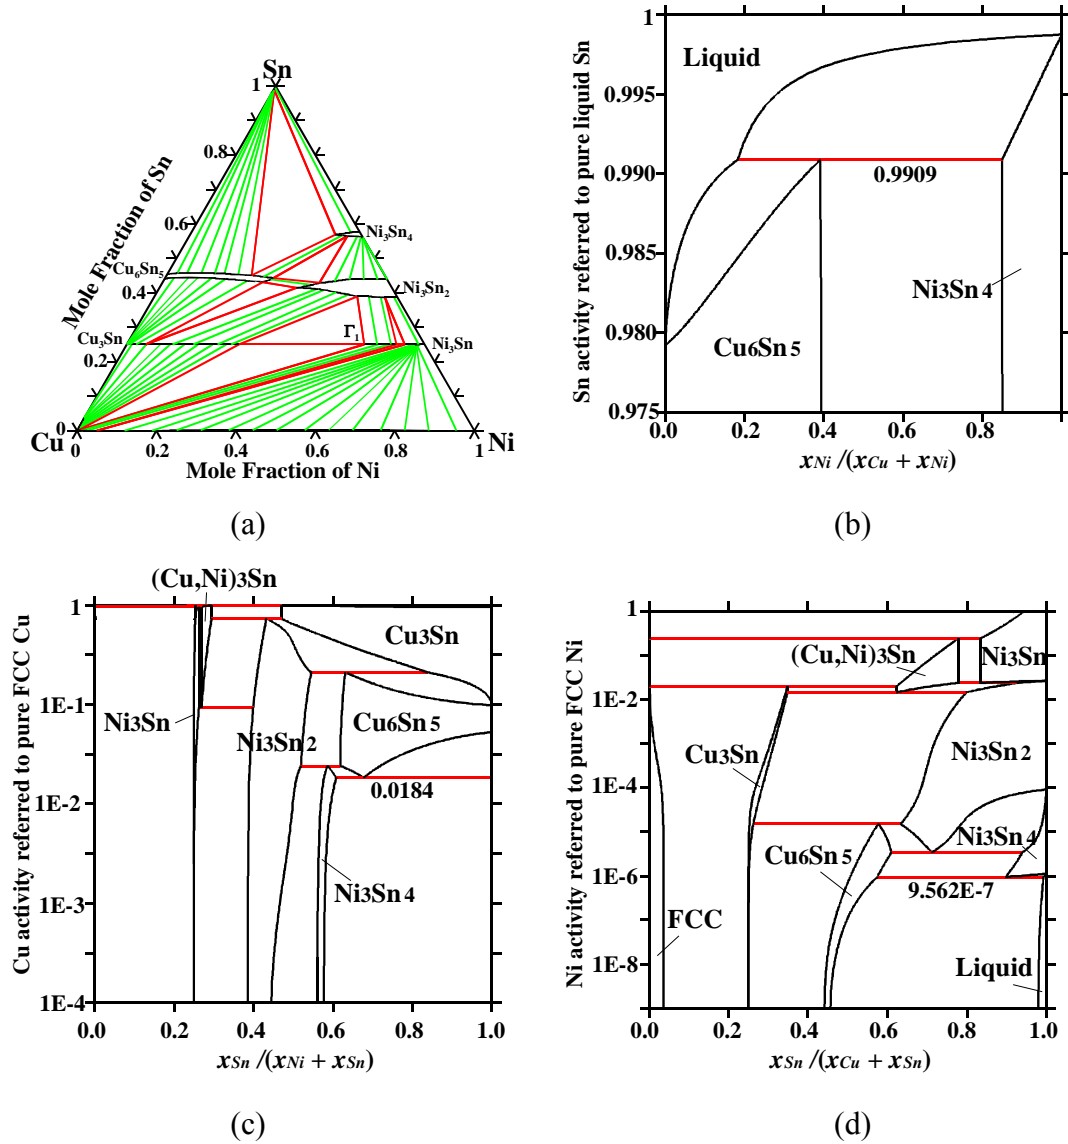 Sn
1
0.8
0.6
0.4
0.2
0
Mole Fraction of Sn
Cu6Sn5
Cu3Sn
Ni3Sn4
Ni3Sn2
Γ1
Ni3Sn
Cu
Ni
0 0.2 0.4 0.6 0.8 1
Mole Fraction of Ni
(a)
Sn activity referred to pure liquid Sn
1
0.995
0.990
0.985
0.980
0.975
Liquid
0.9909
Ni3Sn4
Cu6Sn5
0.0 0.2 0.4 0.6 0.8
xNi /(xCu + xNi)
(b)
(Cu,Ni)3Sn
Cu activity referred to pure FCC Cu
1
1E-1
1E-2
1E-3
1E-4
Cu3Sn
Ni3Sn
Ni3Sn2
Cu6Sn5
0.0184
Ni3Sn4
0.0 0.2 0.4 0.6 0.8 1.0
xSn /(xNi + xSn)
(c)
Ni activity referred to pure FCC Ni
1
1E-2
1E-4
1E-6
1E-8
(Cu,Ni)3Sn
Ni3Sn
Cu3Sn
Ni3Sn2
Ni3Sn4
Cu6Sn5
9.562E-7
FCC
Liquid
0.0 0.2 0.4 0.6 0.8 1.0
xSn /(xCu + xSn)
(d)